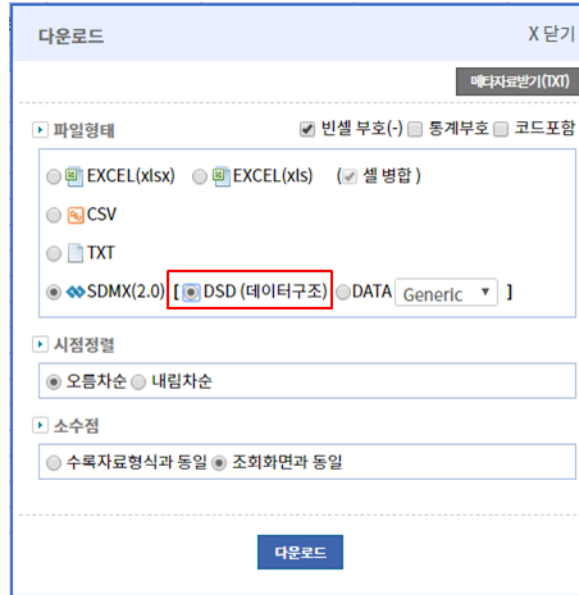 다운로드 X 닫기
메타자료받기(TXT)
파일형태 빈셀 부호(-) 통계부호 코드포함
EXCEL(xlsx) EXCEL(xls) (셀 병합)
CSV
TXT
SDMX(2.0) [ DSD (데이터구조) DATA Generic ]
시점정렬
오름차순 내림차순
소수점
수록자료형식과 동일 조회화면과 동일
다운로드